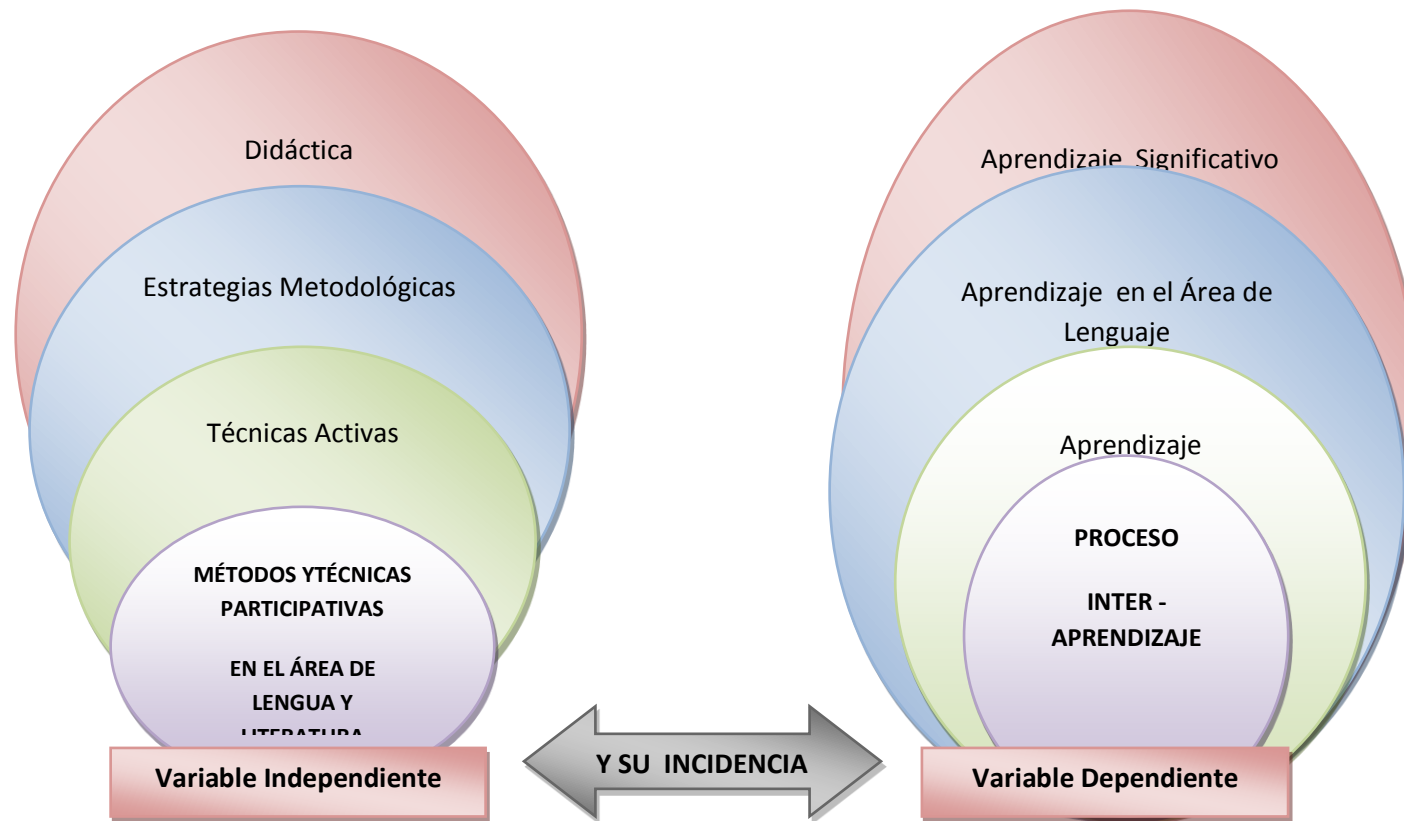 Didáctica
Estrategias Metodológicas
Técnicas Activas
MÉTODOS YTÉCNICAS
PARTICIPATIVAS
EN EL ÁREA DE
LENGUA Y
LITERATURA
Variable Independiente
Y SU INCIDENCIA
Aprendizaje Significativo
Aprendizaje en el Área de
Lenguaje
Aprendizaje
PROCESO
INTER -
APRENDIZAJE
Variable Dependiente